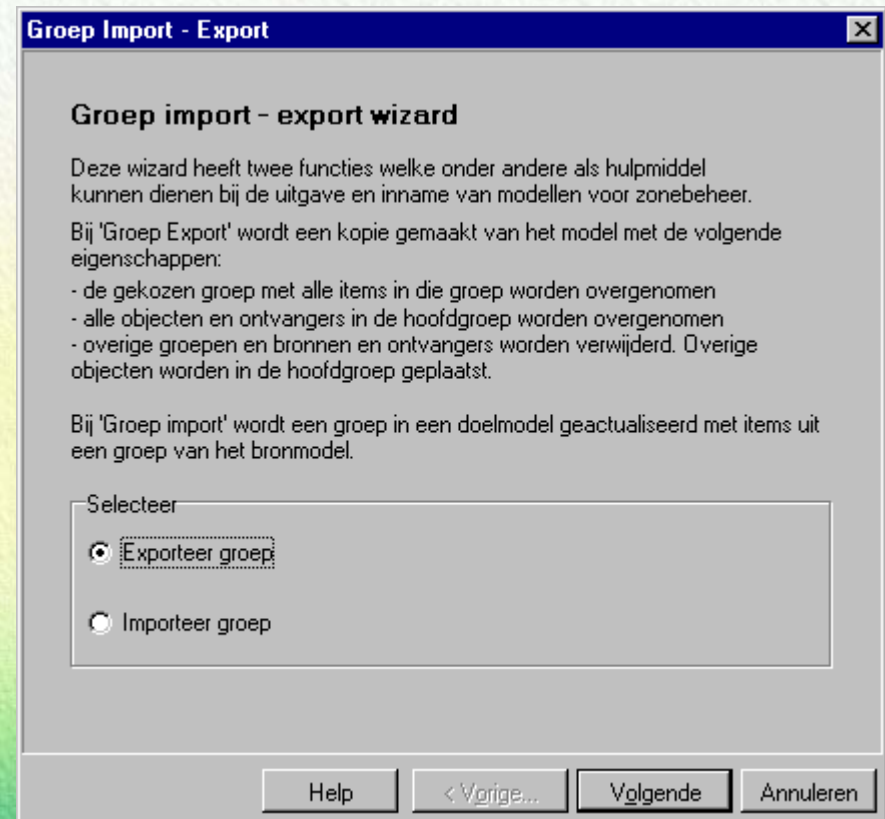 Groep Import - Export
Groep import - export wizard
Deze wizard heeft twee functies welke onder andere als hulpmiddel
kunnen dienen bij de uitgave en inname van modellen voor zonebeheer.
Bij 'Groep Export' wordt een kopie gemaakt van het model met de volgende
eigenschappen:
- de gekozen groep met alle items in die groep worden overgenomen
- alle objecten en ontvangers in de hoofdgroep worden overgenomen
- overige groepen en bronnen en ontvangers worden verwijderd. Overige
objecten worden in de hoofdgroep geplaatst.
Bij 'Groep import' wordt een groep in een doelmodel geactualiseerd met items uit
een groep van het bronmodel.
Selecteer
Exporteer groep
Importeer groep
Help
< Vorige...
Volgende
Annuleren